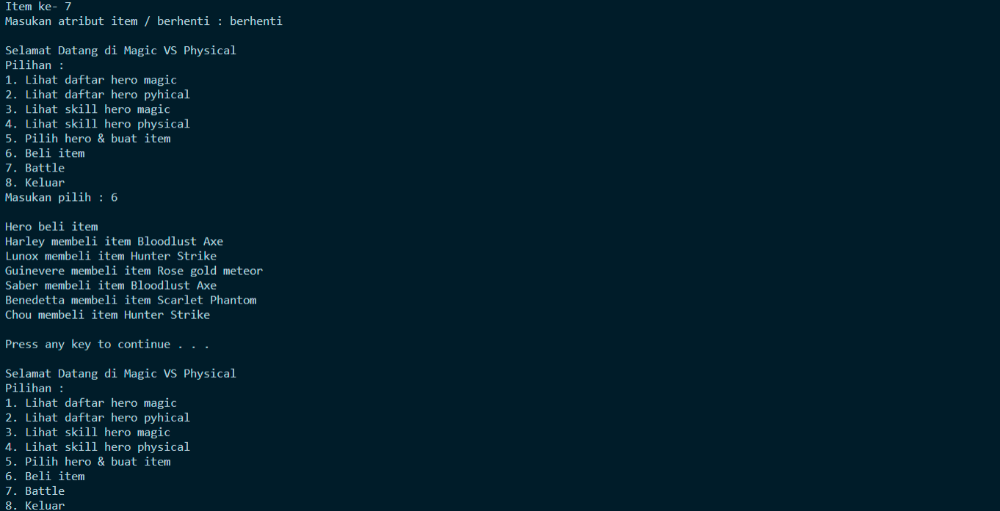 Item ke- 7
Masukan atribut item / berhenti : berhenti
Selamat Datang di Magic VS Physical
Pilihan :
1. Lihat daftar hero magic
2. Lihat daftar hero pyhical
3. Lihat skill hero magic
4. Lihat skill hero physical
5. Pilih hero & buat item
6. Beli item
7. Battle
8. Keluar
Masukan pilih : 6
Hero beli item
Harley membeli item Bloodlust Axe
Lunox membeli item Hunter Strike
Guinevere membeli item Rose gold meteor
Saber membeli item Bloodlust Axe
Benedetta membeli item Scarlet Phantom
Chou membeli item Hunter Strike
Press any key to continue . . .
Selamat Datang di Magic VS Physical
Pilihan :
1. Lihat daftar hero magic
2. Lihat daftar hero pyhical
3. Lihat skill hero magic
4. Lihat skill hero physical
5. Pilih hero & buat item
6. Beli item
7. Battle
8. Keluar